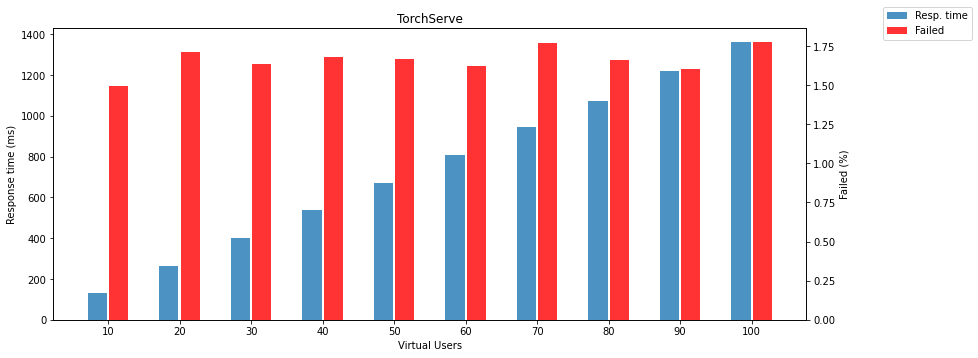 TorchServe
Resp. time
Failed
1400
1200
1000
800
600
400
200
0
Response time (ms)
1.75
1.50
1.25
1.00
0.75
0.50
0.25
0.00
Failed (%)
10 20 30 40 50 60 70 80 90 100
Virtual Users